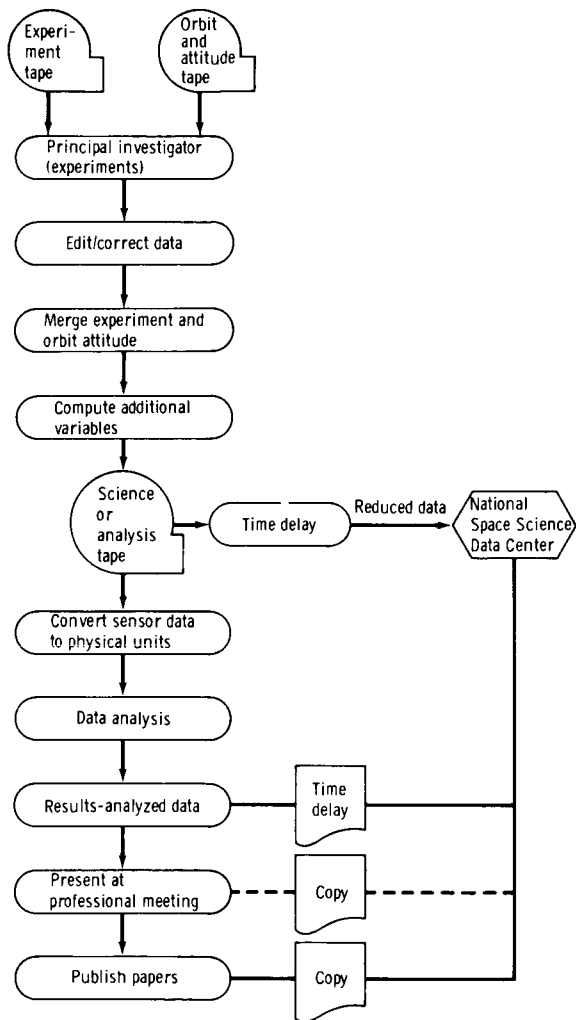 Experi-
ment
tape
Orbit
and
attitude
tape
Principal investigator
(experiments)
Edit/correct data
Merge experiment and
orbit attitude
Compute additional
variables
Science
or
analysis
tape
Time delay
Reduced data
National
Space Science
Data Center
Convert sensor data
to physical units
Data analysis
Results-analyzed data
Time
delay
Present at
professional meeting
Copy
Publish papers
Copy